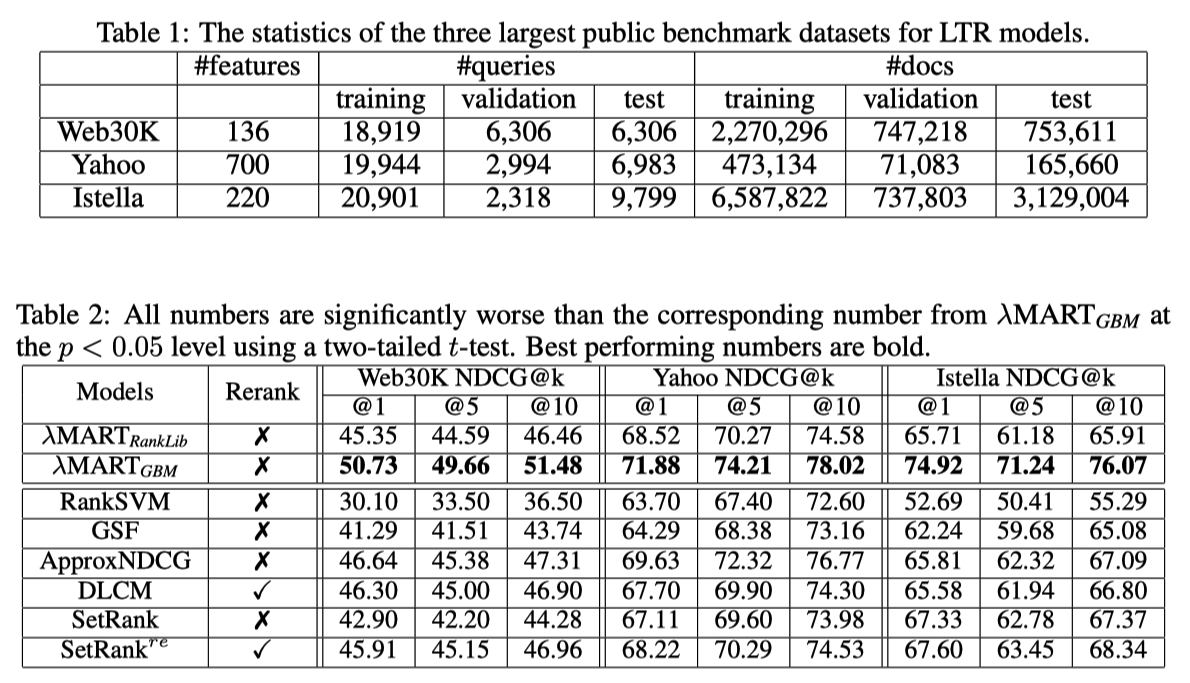 Table 1: The statistics of the three largest public benchmark datasets for LTR models.
#features #queries #docs
training validation test training validation test
Web30K 136 18,919 6,306 6,306 2,270,296 747,218 753,611
Yahoo 700 19,944 2,994 6,983 473,134 71,083 165,660
Istella 220 20,901 2,318 9,799 6,587,822 737,803 3,129,004
Table 2: All numbers are significantly worse than the corresponding number from λMART_GBM at
the p < 0.05 level using a two-tailed t-test. Best performing numbers are bold.
Models Rerank Web30K NDCG@k Yahoo NDCG@k Istella NDCG@k
@1 @5 @10 @1 @5 @10 @1 @5 @10
λMART_RankLib ✗ 45.35 44.59 46.46 68.52 70.27 74.58 65.71 61.18 65.91
λMART_GBM ✗ 50.73 49.66 51.48 71.88 74.21 78.02 74.92 71.24 76.07
RankSVM ✗ 30.10 33.50 36.50 63.70 67.40 72.60 52.69 50.41 55.29
GSF ✗ 41.29 41.51 43.74 64.29 68.38 73.16 62.24 59.68 65.08
ApproxNDCG ✗ 46.64 45.38 47.31 69.63 72.32 76.77 65.81 62.32 67.09
DLCM ✓ 46.30 45.00 46.90 67.70 69.90 74.30 65.58 61.94 66.80
SetRank ✗ 42.90 42.20 44.28 67.11 69.60 73.98 67.33 62.78 67.37
SetRank^re ✓ 45.91 45.15 46.96 68.22 70.29 74.53 67.60 63.45 68.34